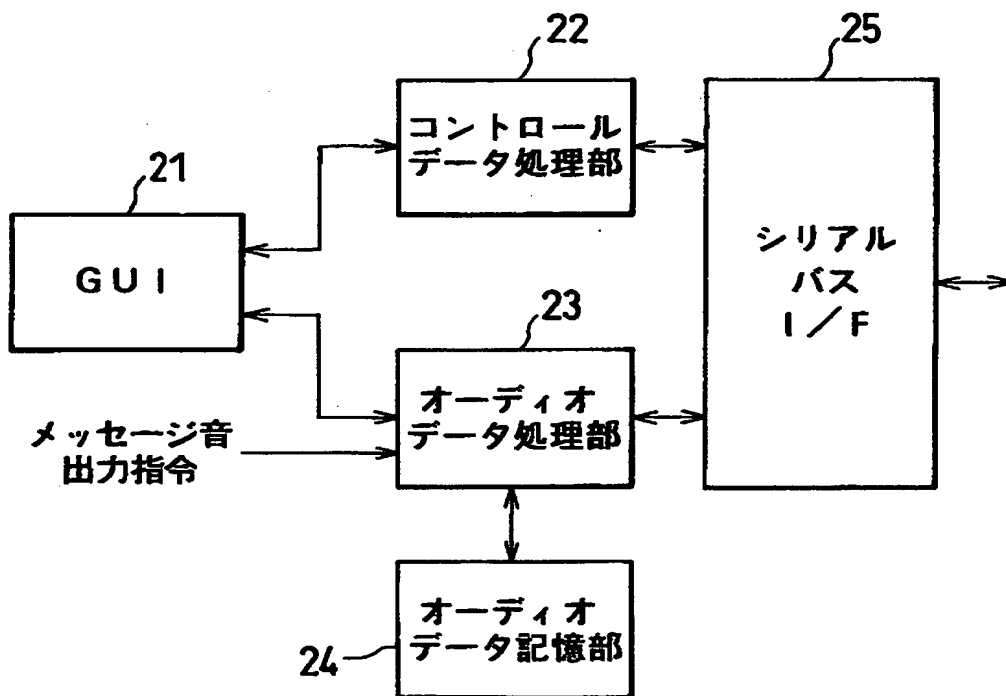 22
コントロール
データ処理部
25
シリアル
バス
I/F
21
GUI
23
オーディオ
データ処理部
メッセージ音
出力指令
オーディオ
データ記憶部
24